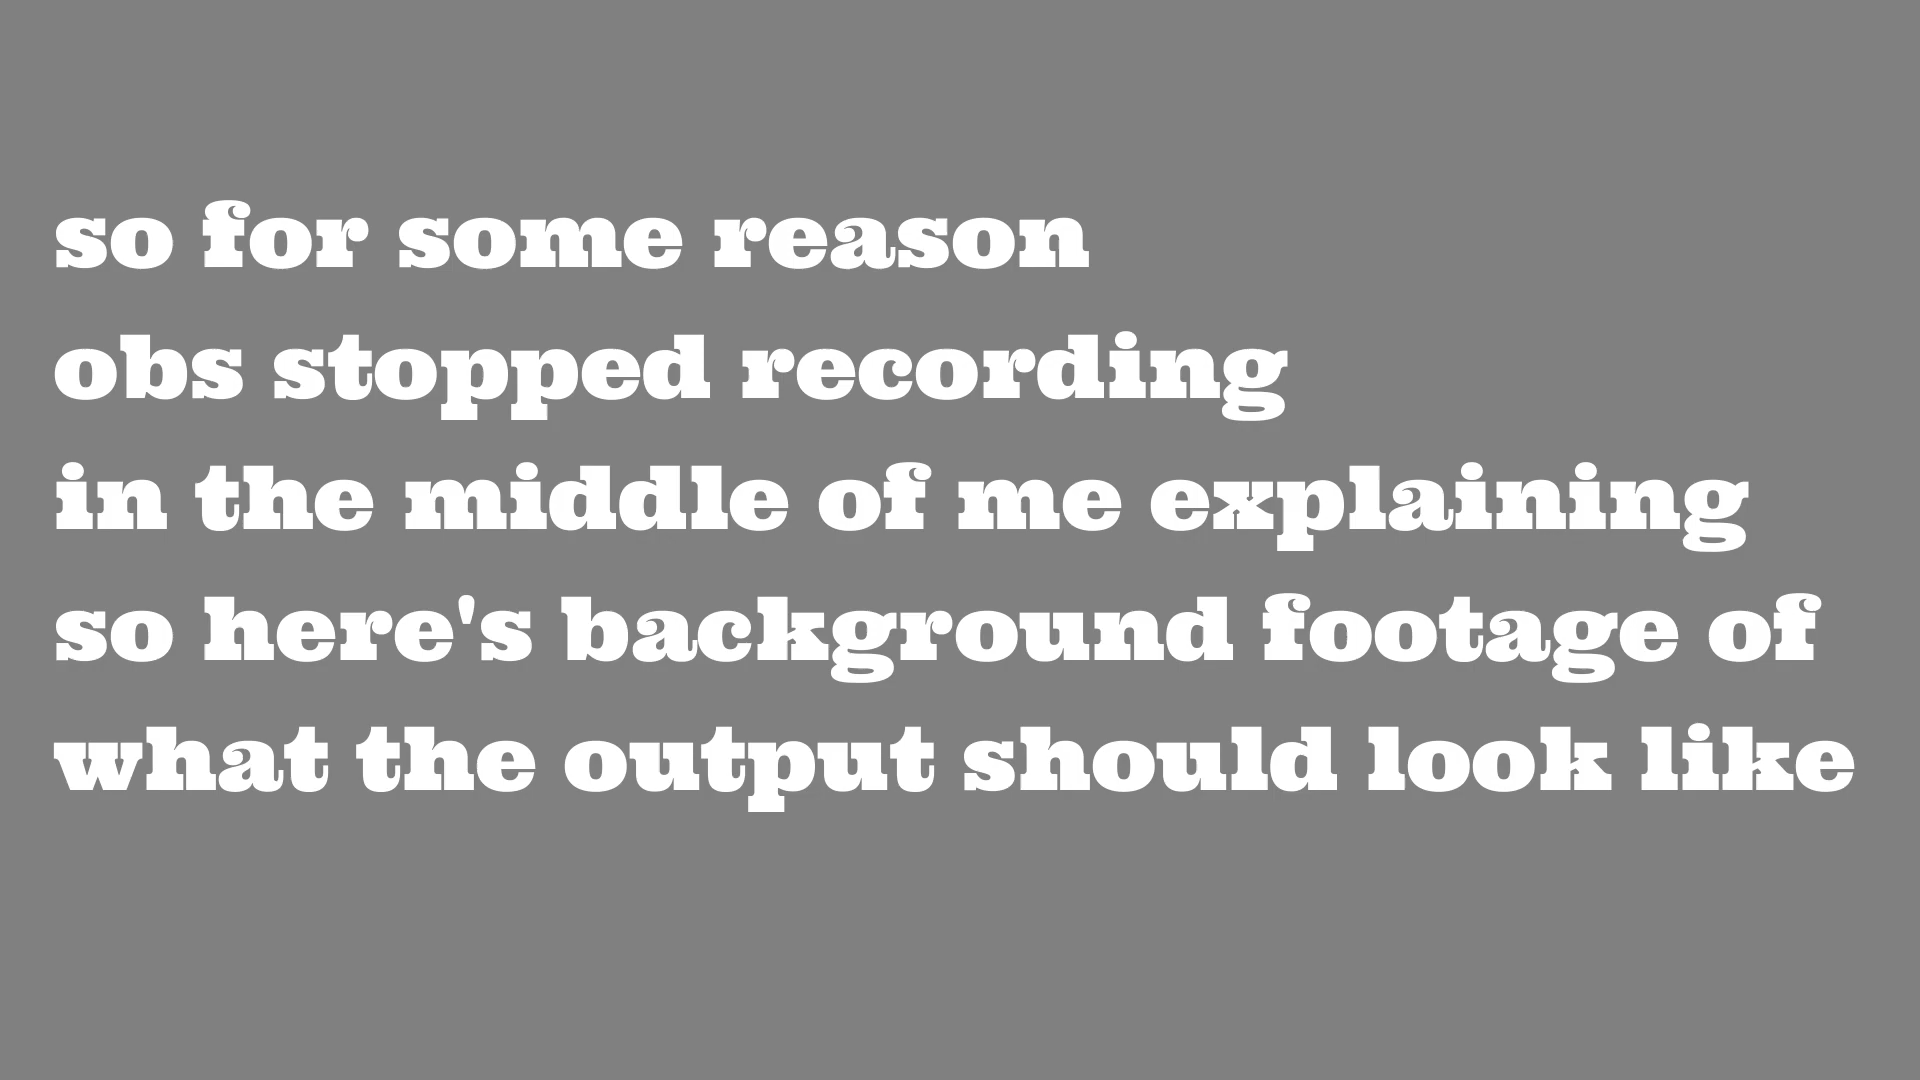 so for some reason
obs stopped recording
in the middle of me explaining
so here's background footage of
what the output should look like